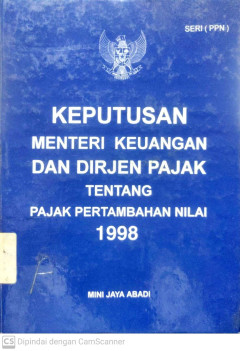 SERI ( PPN )
KEPUTUSAN
MENTERI KEUANGAN
DAN DIRJEN PAJAK
TENTANG
PAJAK PERTAMBAHAN NILAI
1998
MINI JAYA ABADI
CS Dipindai dengan CamScanner